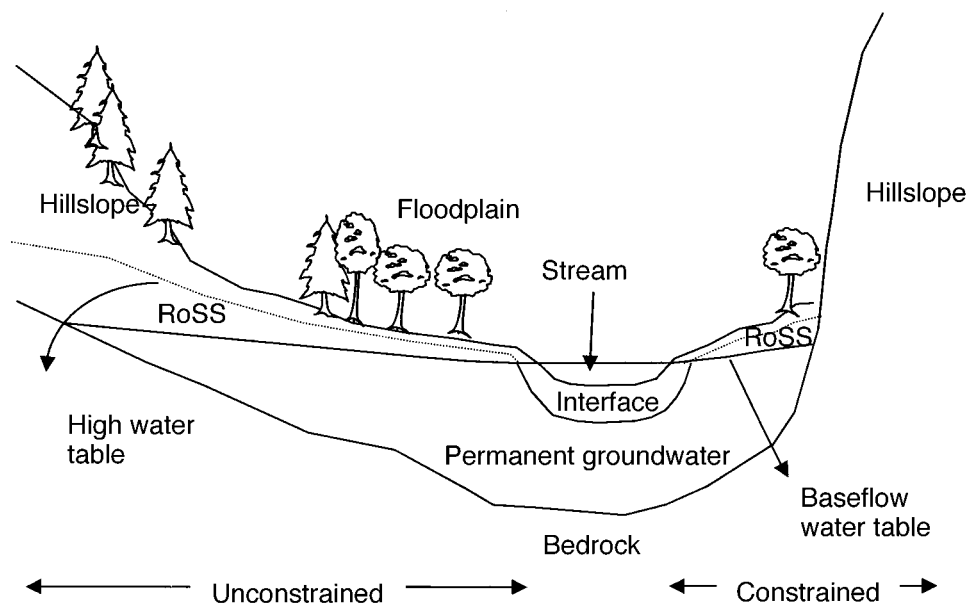 Hillslope
Hillslope
Floodplain
Stream
RoSS
RoSS
Interface
High water
table
Permanent groundwater
Baseflow
water table
Bedrock
Unconstrained
Constrained